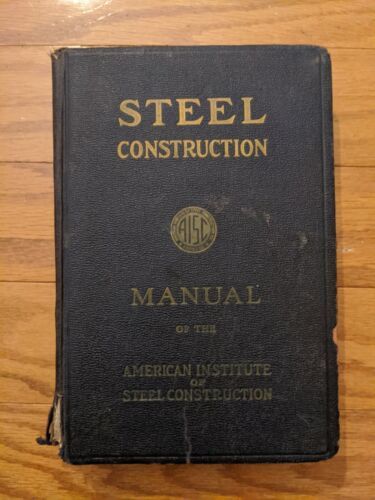 STEEL
CONSTRUCTION
AISC
MANUAL
OF THE
AMERICAN INSTITUTE
OF
STEEL CONSTRUCTION